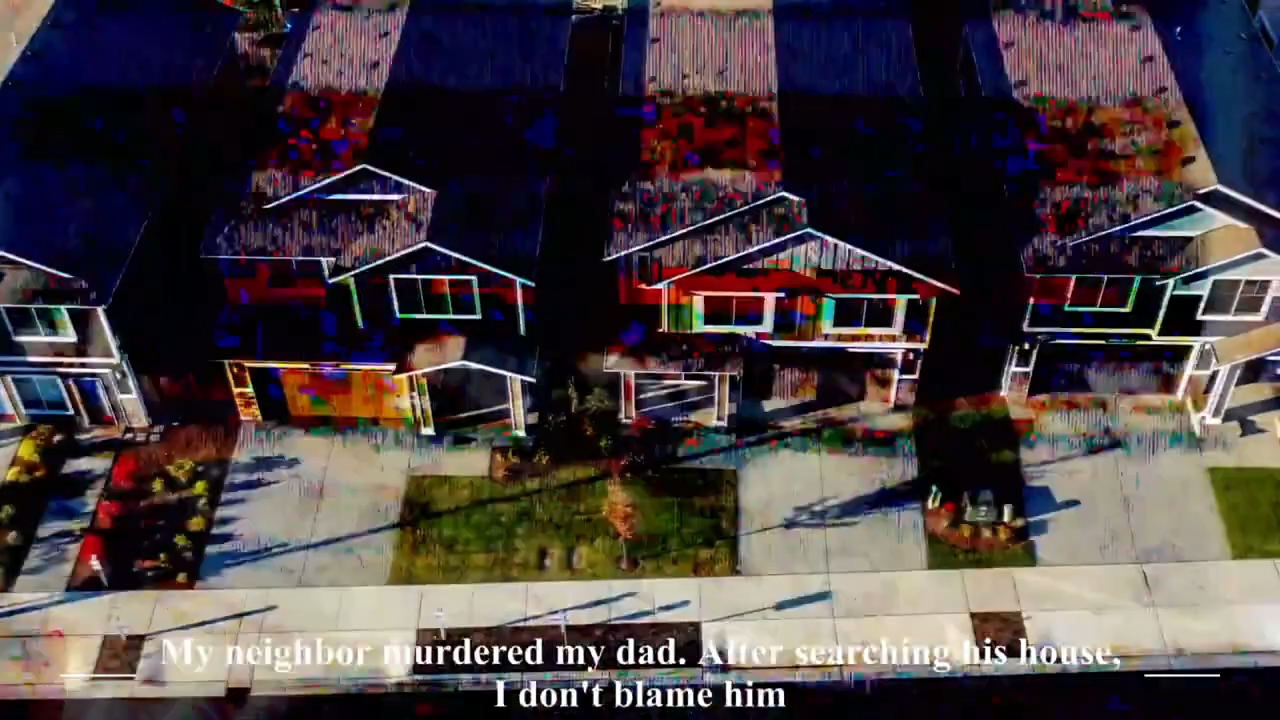 My neighbor murdered my dad. After searching his house,
I don't blame him